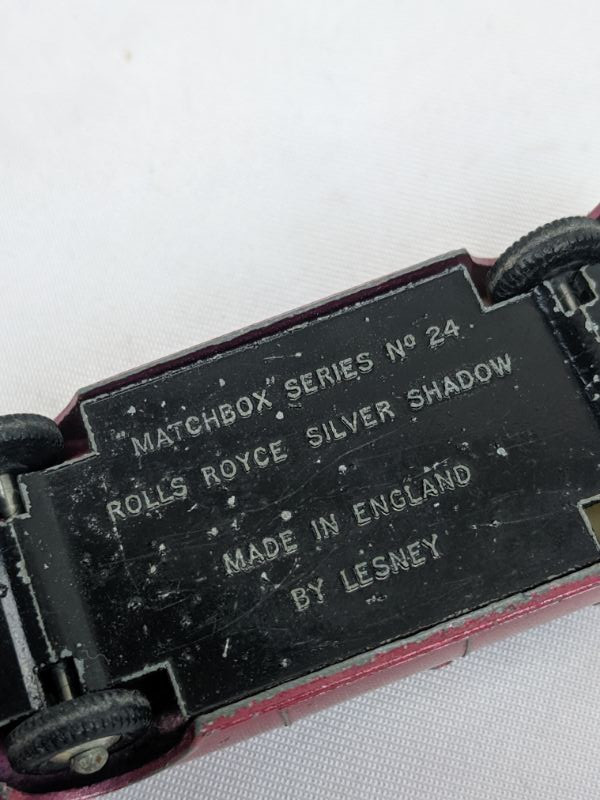 "MATCHBOX" SERIES Nº 24
ROLLS ROYCE SILVER SHADOW
MADE IN ENGLAND
BY LESNEY